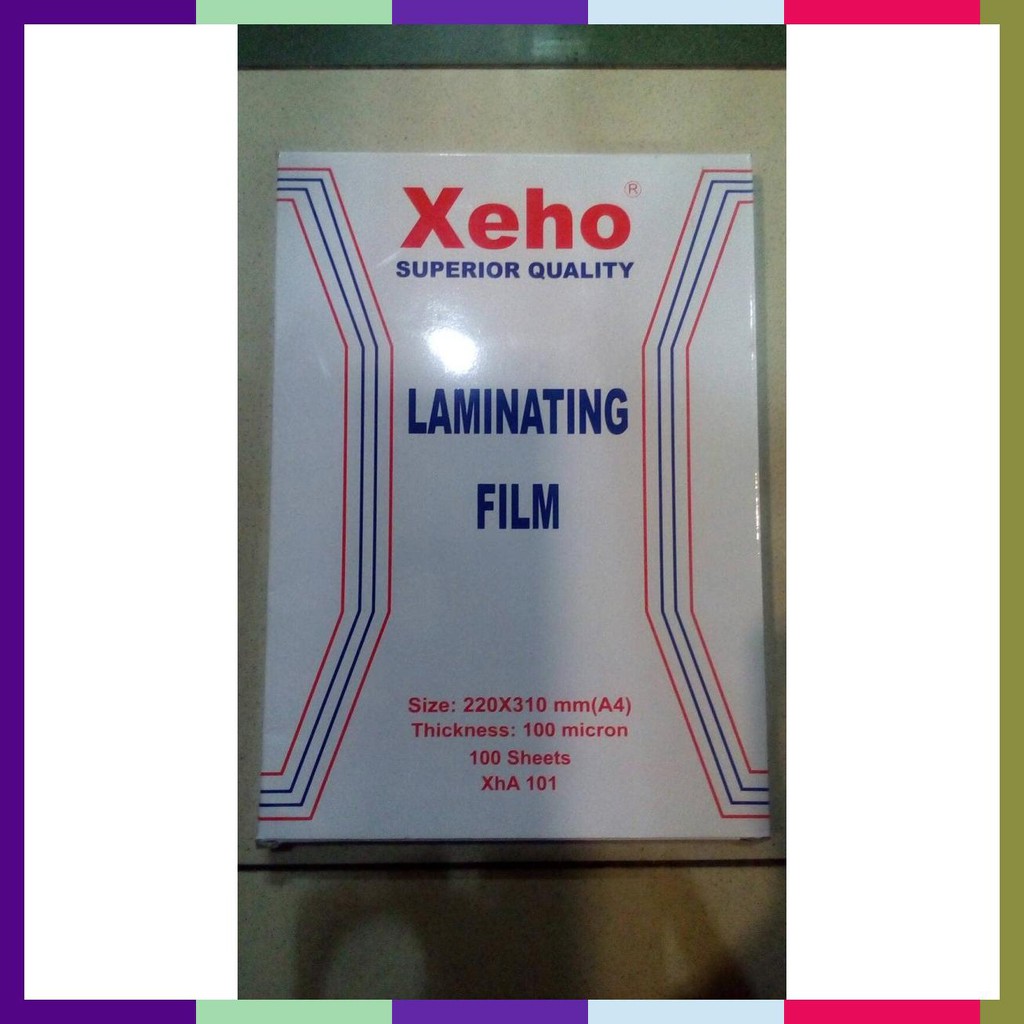 Xeho®
SUPERIOR QUALITY
LAMINATING
FILM
Size: 220X310 mm(A4)
Thickness: 100 micron
100 Sheets
XhA 101